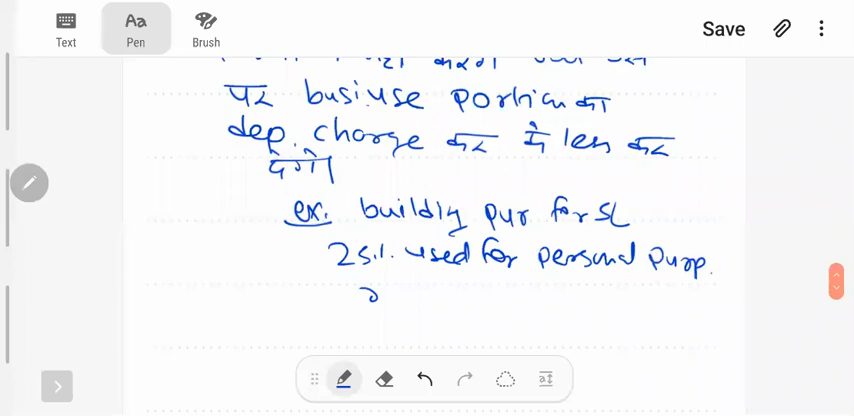 Text
Pen
Brush
Save
पर busiuse portion का
dep. charge कर के less कर
देंगे
ex. building pur for 5L
25% used for personal purp.